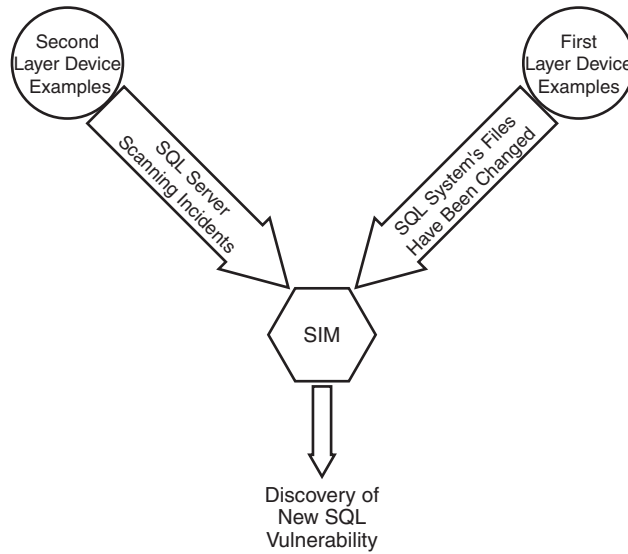 Second
Layer Device
Examples
First
Layer Device
Examples
SQL Server
Scanning Incidents
SQL System's Files
Have Been Changed
SIM
Discovery of
New SQL
Vulnerability